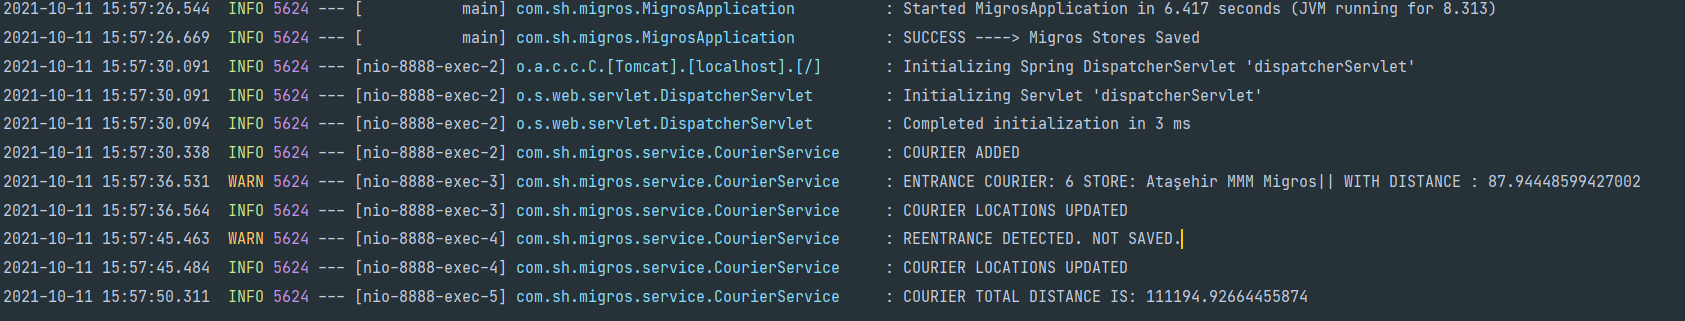 2021-10-11 15:57:26.544  INFO 5624 --- [           main] com.sh.migros.MigrosApplication          : Started MigrosApplication in 6.417 seconds (JVM running for 8.313)
2021-10-11 15:57:26.669  INFO 5624 --- [           main] com.sh.migros.MigrosApplication          : SUCCESS ----> Migros Stores Saved
2021-10-11 15:57:30.091  INFO 5624 --- [nio-8888-exec-2] o.a.c.c.C.[Tomcat].[localhost].[/]       : Initializing Spring DispatcherServlet 'dispatcherServlet'
2021-10-11 15:57:30.091  INFO 5624 --- [nio-8888-exec-2] o.s.web.servlet.DispatcherServlet        : Initializing Servlet 'dispatcherServlet'
2021-10-11 15:57:30.094  INFO 5624 --- [nio-8888-exec-2] o.s.web.servlet.DispatcherServlet        : Completed initialization in 3 ms
2021-10-11 15:57:30.338  INFO 5624 --- [nio-8888-exec-2] com.sh.migros.service.CourierService     : COURIER ADDED
2021-10-11 15:57:36.531  WARN 5624 --- [nio-8888-exec-3] com.sh.migros.service.CourierService     : ENTRANCE COURIER: 6 STORE: Ataşehir MMM Migros|| WITH DISTANCE : 87.94448599427002
2021-10-11 15:57:36.564  INFO 5624 --- [nio-8888-exec-3] com.sh.migros.service.CourierService     : COURIER LOCATIONS UPDATED
2021-10-11 15:57:45.463  WARN 5624 --- [nio-8888-exec-4] com.sh.migros.service.CourierService     : REENTRANCE DETECTED. NOT SAVED.
2021-10-11 15:57:45.484  INFO 5624 --- [nio-8888-exec-4] com.sh.migros.service.CourierService     : COURIER LOCATIONS UPDATED
2021-10-11 15:57:50.311  INFO 5624 --- [nio-8888-exec-5] com.sh.migros.service.CourierService     : COURIER TOTAL DISTANCE IS: 111194.92664455874